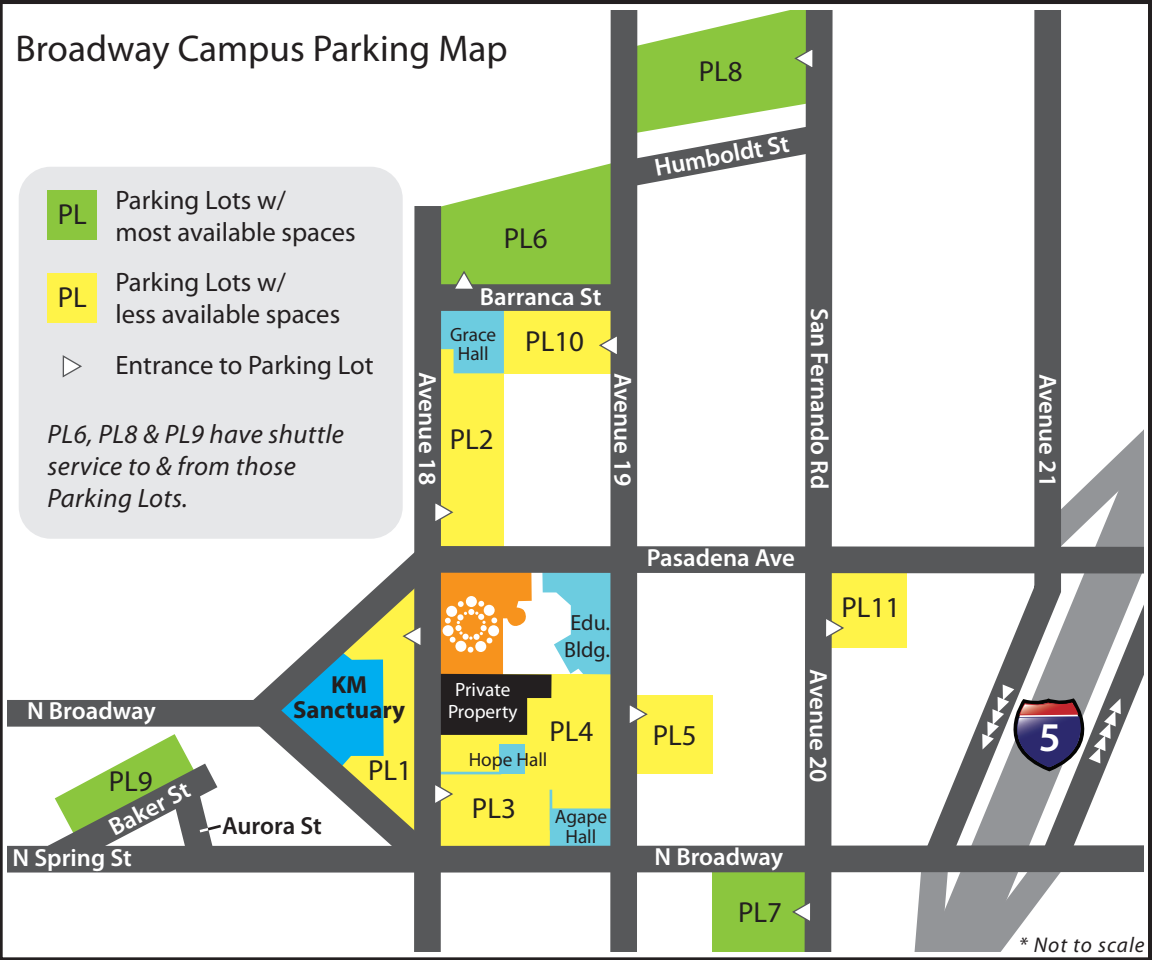 Broadway Campus Parking Map
PL
Parking Lots w/
most available spaces
PL
Parking Lots w/
less available spaces
Entrance to Parking Lot
PL6, PL8 & PL9 have shuttle
service to & from those
Parking Lots.
PL8
Humboldt St
PL6
Barranca St
Grace
Hall
PL10
PL2
Avenue 18
Avenue 19
San Fernando Rd
Avenue 21
Pasadena Ave
Edu.
Bldg.
PL11
KM
Sanctuary
Private
Property
N Broadway
PL4
PL5
Avenue 20
5
Hope Hall
PL1
PL9
Baker St
PL3
Agape
Hall
Aurora St
N Spring St
N Broadway
PL7
* Not to scale